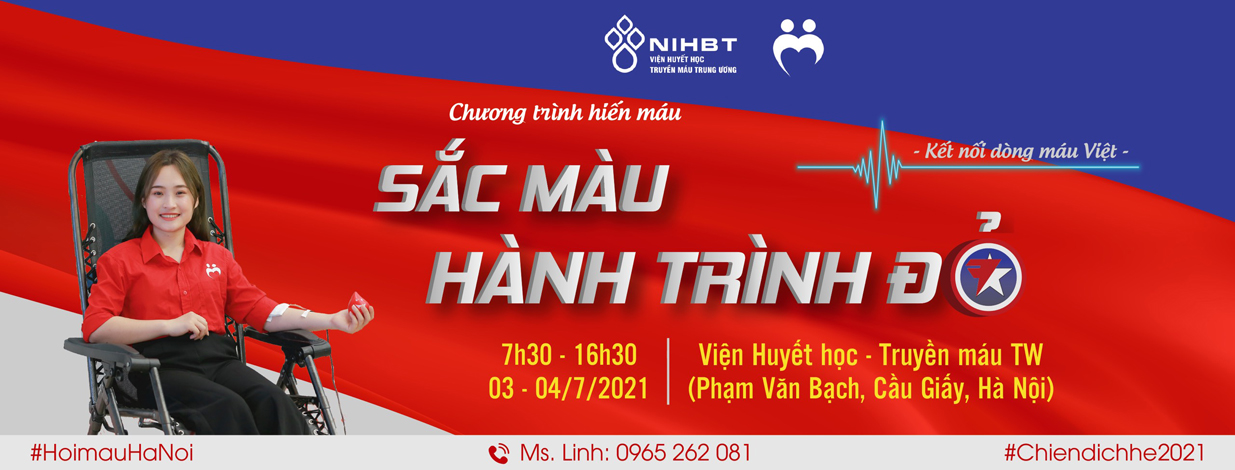 NIHBT
VIỆN HUYẾT HỌC
TRUYỀN MÁU TRUNG ƯƠNG
Chương trình hiến máu
- Kết nối dòng máu Việt -
SẮC MÀU
HÀNH TRÌNH ĐỎ
7h30 - 16h30
03 - 04/7/2021
Viện Huyết học - Truyền máu TW
(Phạm Văn Bạch, Cầu Giấy, Hà Nội)
#HoimauHaNoi
Ms. Linh: 0965 262 081
#Chiendichhe2021